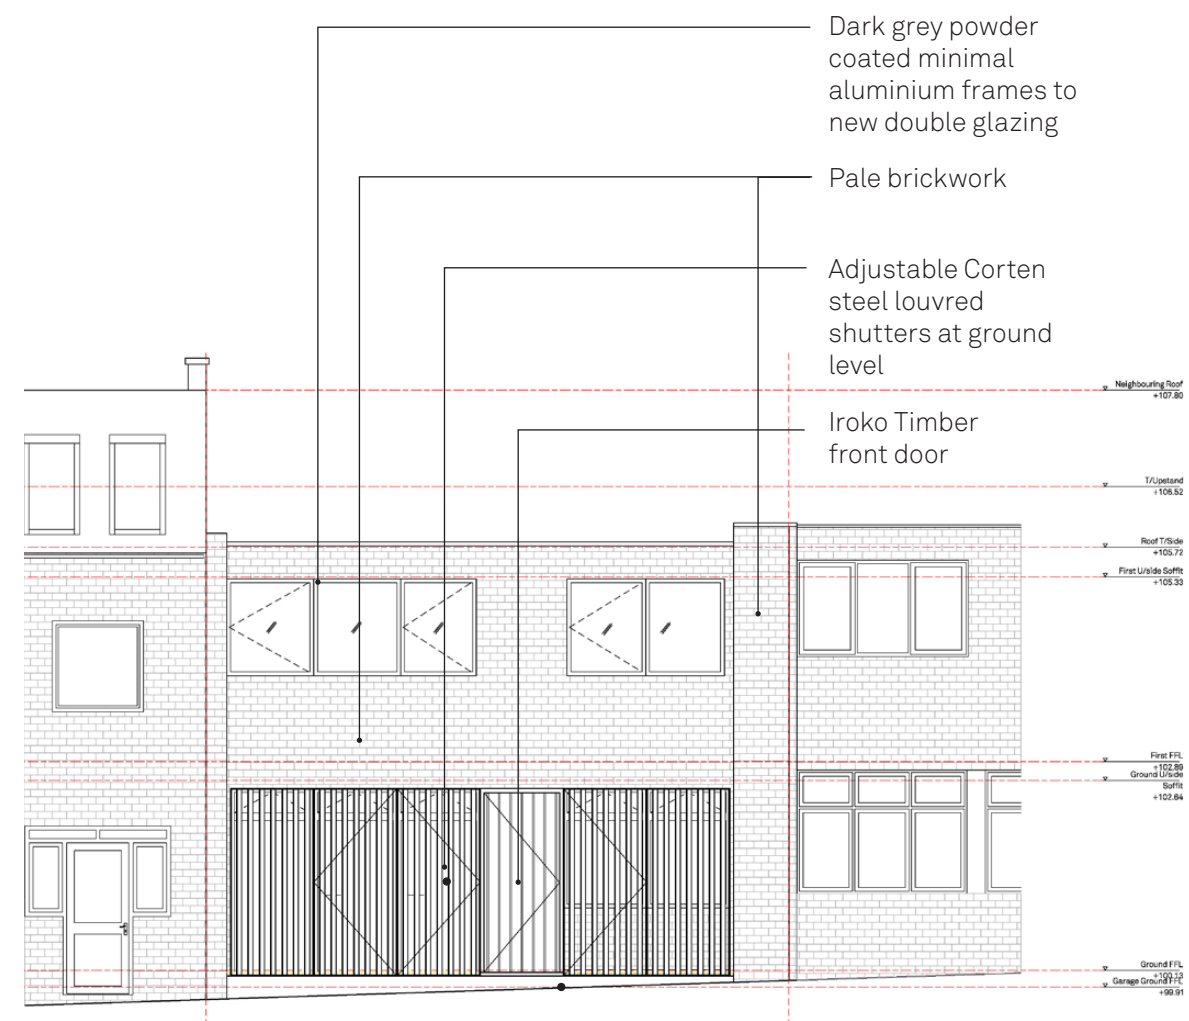 Dark grey powder
coated minimal
aluminium frames to
new double glazing
Pale brickwork
Adjustable Corten
steel louvred
shutters at ground
level
Iroko Timber
front door
Neighbouring Roof
+107.80
T/Upstand
+106.52
Roof T/Side
+105.72
First U/side Soffit
+105.33
First FFL
+102.89
Ground U/side
Soffit
+102.64
Ground FFL
+100.13
Garage Ground FFL
+99.91